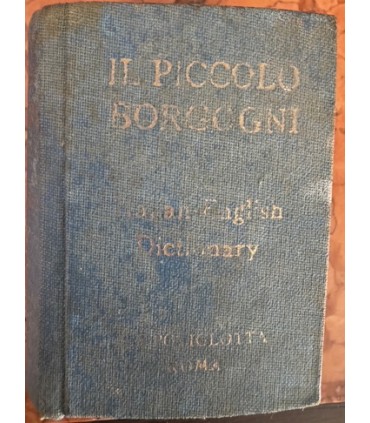 IL PICCOLO
BORGOGNI
Italian-English
Dictionary
POLIGLOTTA
ROMA